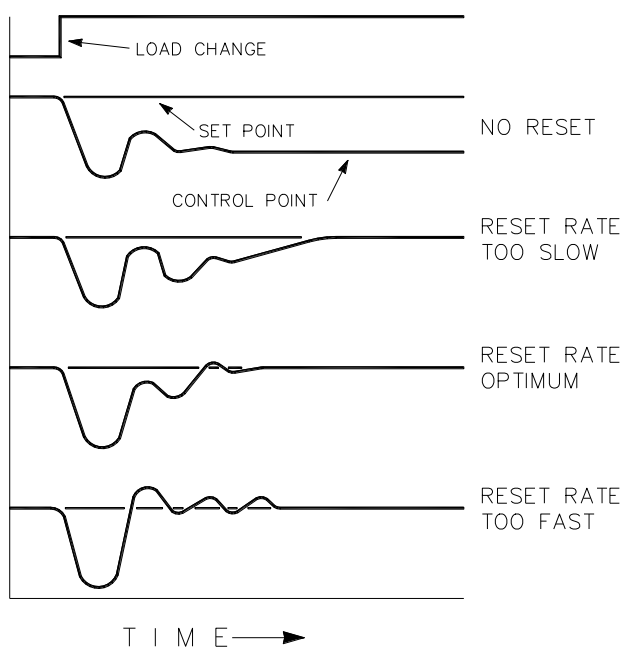 LOAD CHANGE
SET POINT
NO RESET
CONTROL POINT
RESET RATE
TOO SLOW
RESET RATE
OPTIMUM
RESET RATE
TOO FAST
TIME